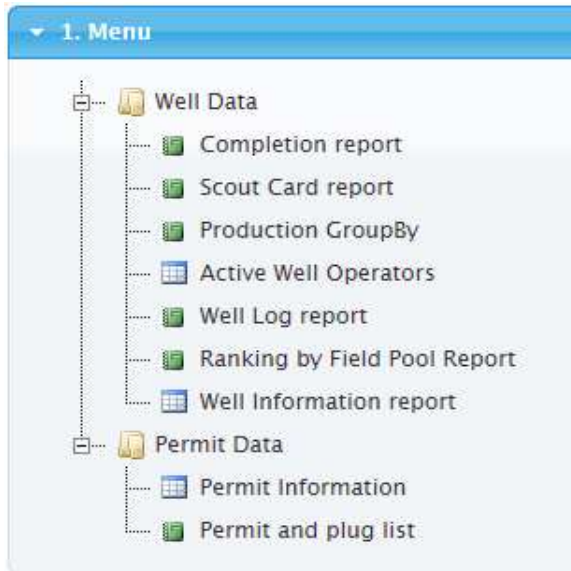 1. Menu
Well Data
Completion report
Scout Card report
Production GroupBy
Active Well Operators
Well Log report
Ranking by Field Pool Report
Well Information report
Permit Data
Permit Information
Permit and plug list